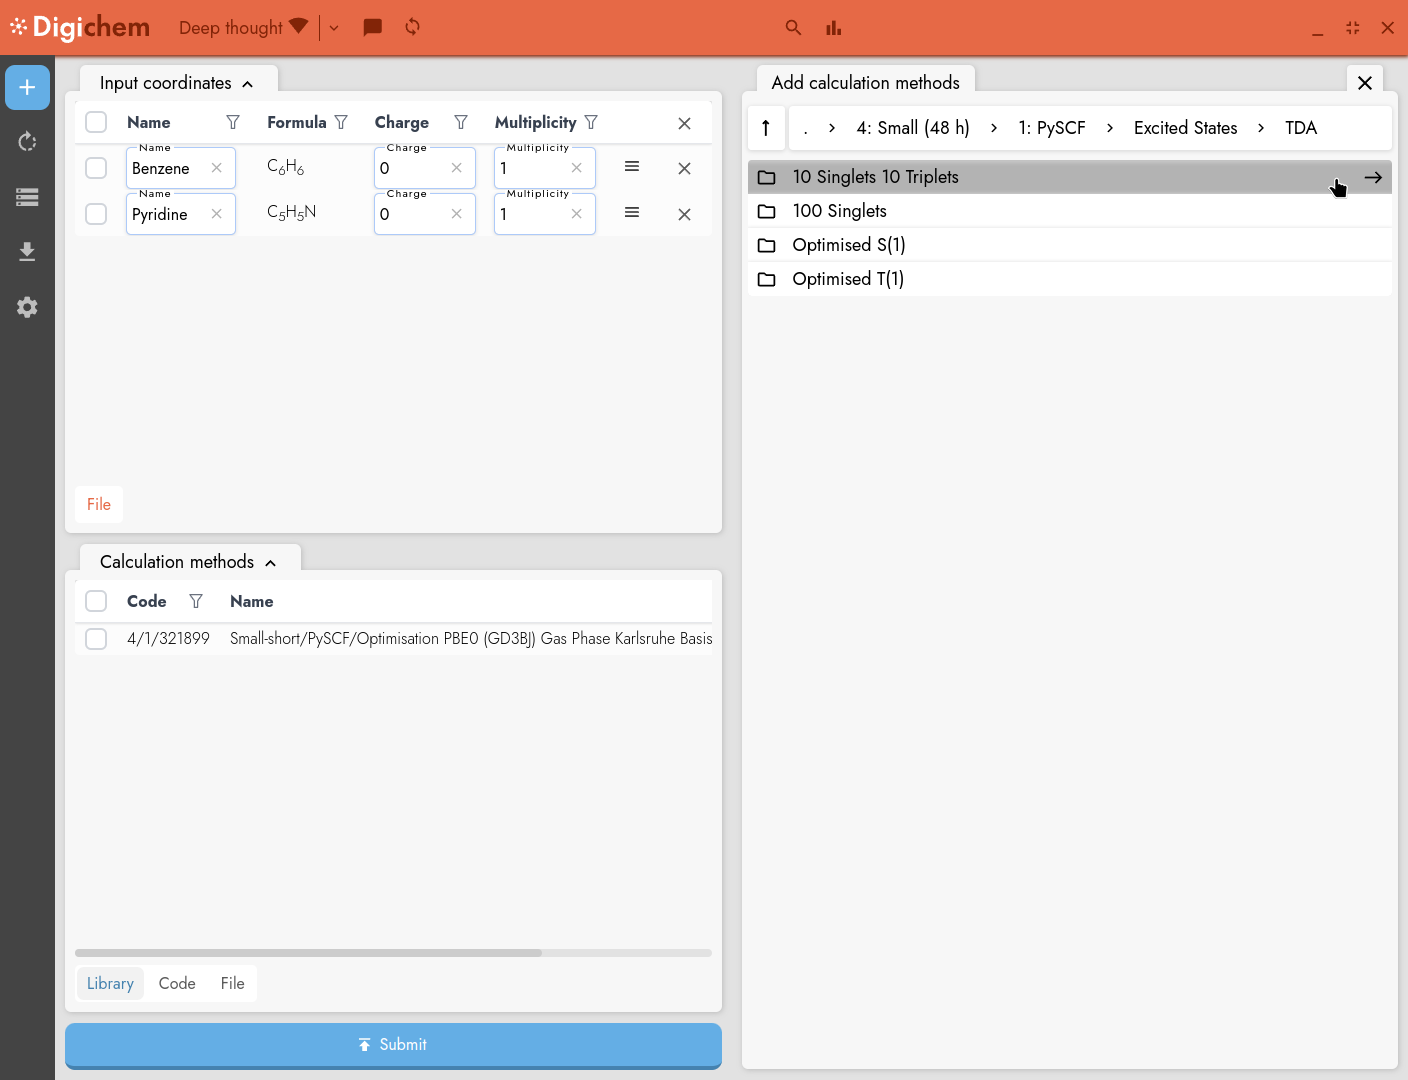 Digichem
Deep thought
Input coordinates
Name Formula Charge Multiplicity
Name Charge Multiplicity
Benzene C6H6 0 1
Name Charge Multiplicity
Pyridine C5H5N 0 1
File
Calculation methods
Code Name
4/1/321899 Small-short/PySCF/Optimisation PBE0 (GD3BJ) Gas Phase Karlsruhe Basis
Library Code File
Submit
Add calculation methods
. > 4: Small (48 h) > 1: PySCF > Excited States > TDA
10 Singlets 10 Triplets
100 Singlets
Optimised S(1)
Optimised T(1)